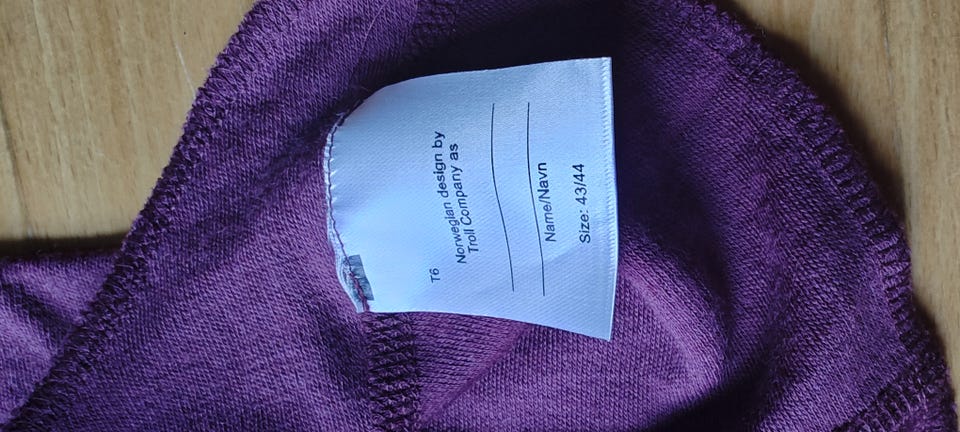 T6
Norwegian design by
Troll Company as
Name/Navn
Size: 43/44